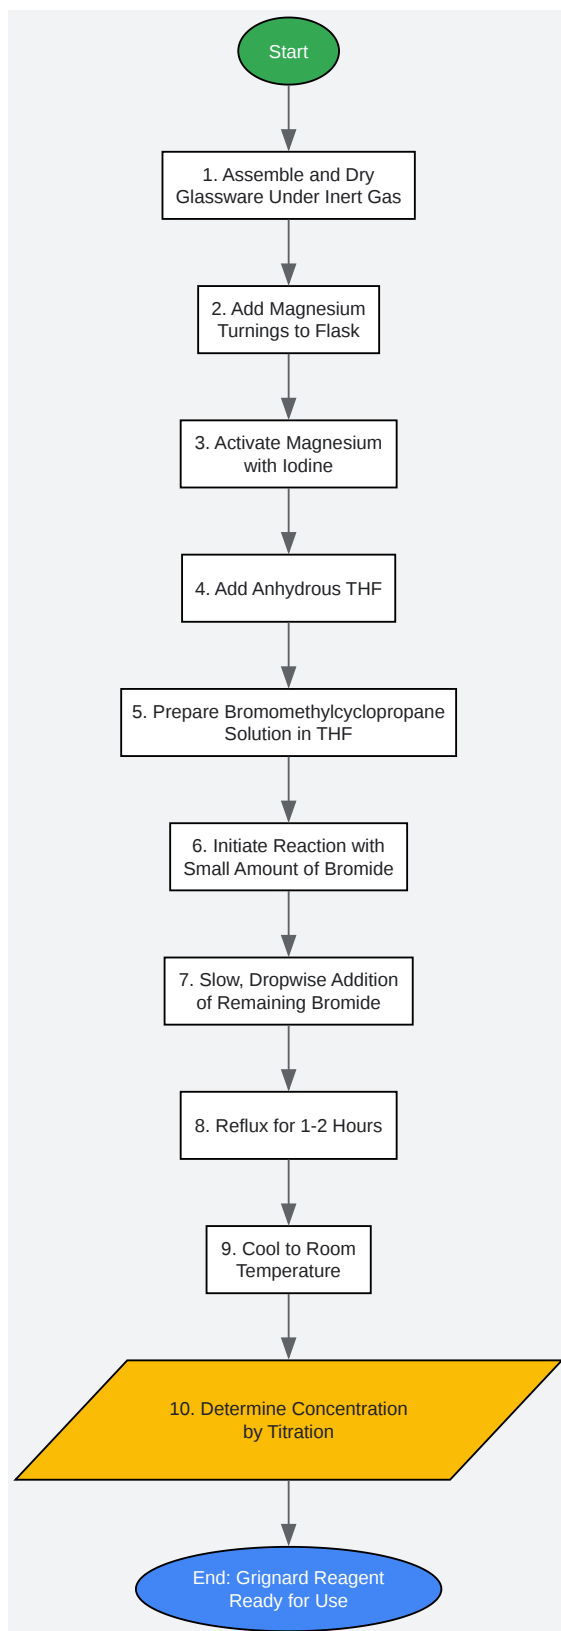 Start
1. Assemble and Dry
Glassware Under Inert Gas
2. Add Magnesium
Turnings to Flask
3. Activate Magnesium
with Iodine
4. Add Anhydrous THF
5. Prepare Bromomethylcyclopropane
Solution in THF
6. Initiate Reaction with
Small Amount of Bromide
7. Slow, Dropwise Addition
of Remaining Bromide
8. Reflux for 1-2 Hours
9. Cool to Room
Temperature
10. Determine Concentration
by Titration
End: Grignard Reagent
Ready for Use